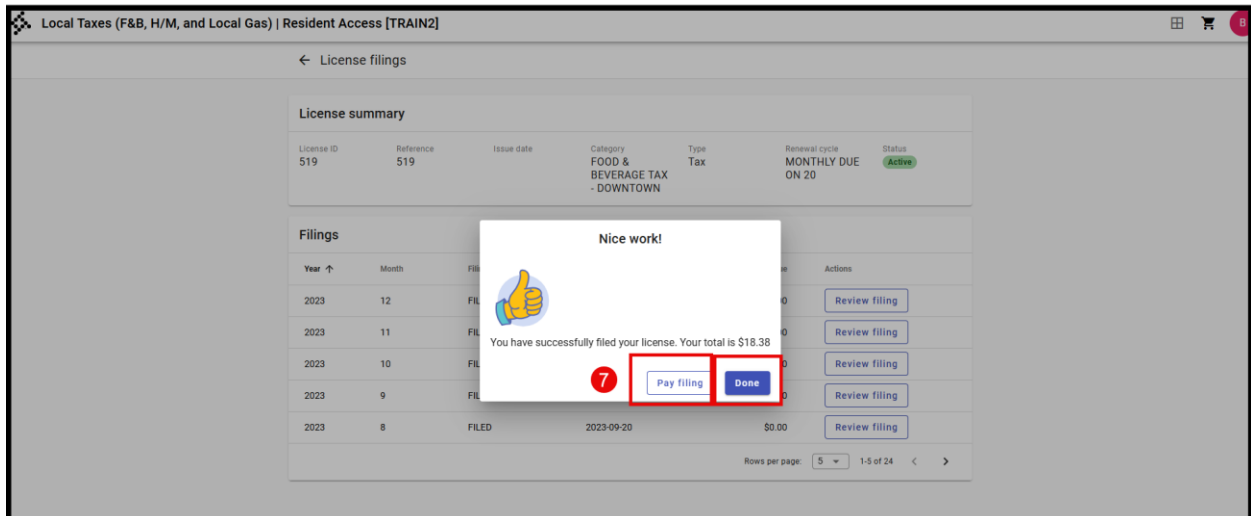 Local Taxes (F&B, H/M, and Local Gas) | Resident Access [TRAIN2]
B
License filings
License summary
License ID Reference Issue date Category Type Renewal cycle Status
519 519 FOOD & Tax MONTHLY DUE Active
BEVERAGE TAX ON 20
- DOWNTOWN
Filings
Nice work!
Year Month Actions
2023 12 Review filing
2023 11 Review filing
You have successfully filed your license. Your total is $18.38
2023 10 Review filing
7 Pay filing Done
2023 9 Review filing
2023 8 FILED 2023-09-20 $0.00 Review filing
Rows per page: 5 1-5 of 24